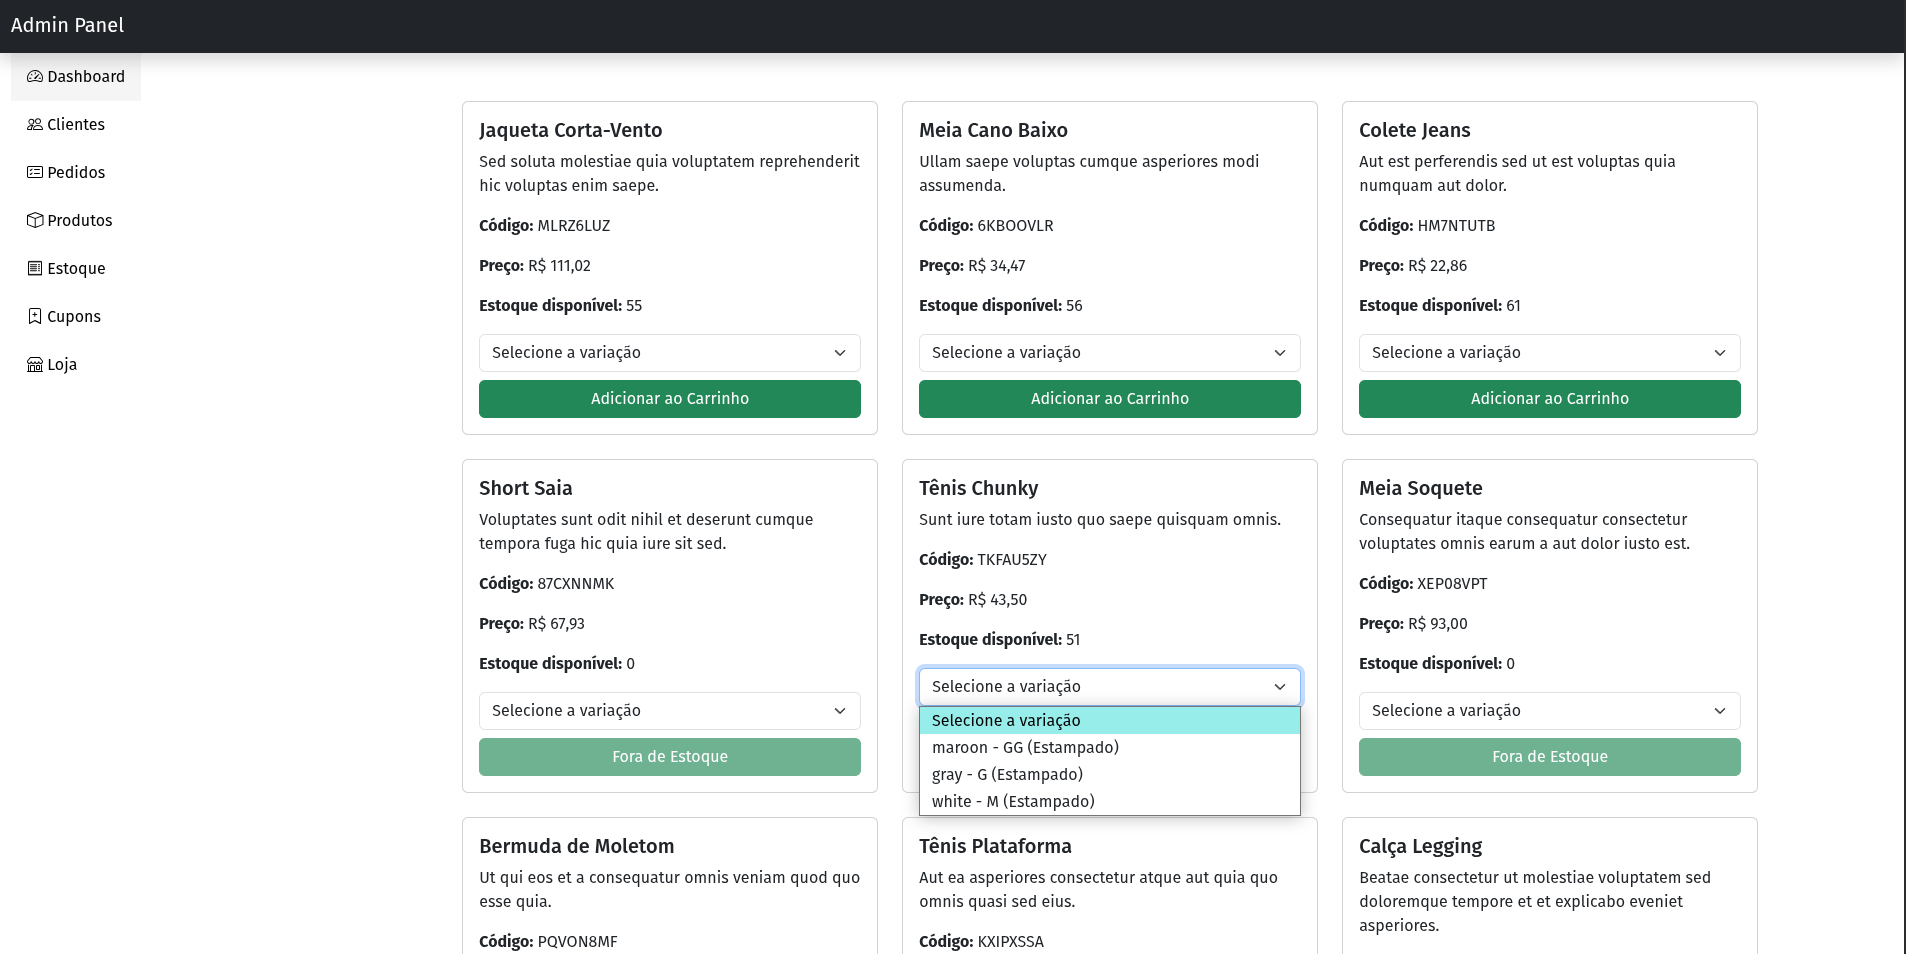 Admin Panel
Dashboard
Clientes
Pedidos
Produtos
Estoque
Cupons
Loja
Jaqueta Corta-Vento
Sed soluta molestiae quia voluptatem reprehenderit
hic voluptas enim saepe.
Código: MLRZ6LUZ
Preço: R$ 111,02
Estoque disponível: 55
Selecione a variação
Adicionar ao Carrinho
Meia Cano Baixo
Ullam saepe voluptas cumque asperiores modi
assumenda.
Código: 6KBOOVLR
Preço: R$ 34,47
Estoque disponível: 56
Selecione a variação
Adicionar ao Carrinho
Colete Jeans
Aut est perferendis sed ut est voluptas quia
numquam aut dolor.
Código: HM7NTUTB
Preço: R$ 22,86
Estoque disponível: 61
Selecione a variação
Adicionar ao Carrinho
Short Saia
Voluptates sunt odit nihil et deserunt cumque
tempora fuga hic quia iure sit sed.
Código: 87CXNNMK
Preço: R$ 67,93
Estoque disponível: 0
Selecione a variação
Fora de Estoque
Tênis Chunky
Sunt iure totam iusto quo saepe quisquam omnis.
Código: TKFAU5ZY
Preço: R$ 43,50
Estoque disponível: 51
Selecione a variação
Selecione a variação
maroon - GG (Estampado)
gray - G (Estampado)
white - M (Estampado)
Meia Soquete
Consequatur itaque consequatur consectetur
voluptates omnis earum a aut dolor iusto est.
Código: XEP08VPT
Preço: R$ 93,00
Estoque disponível: 0
Selecione a variação
Fora de Estoque
Bermuda de Moletom
Ut qui eos et a consequatur omnis veniam quod quo
esse quia.
Código: PQVON8MF
Tênis Plataforma
Aut ea asperiores consectetur atque aut quia quo
omnis quasi sed eius.
Código: KXIPXSSA
Calça Legging
Beatae consectetur ut molestiae voluptatem sed
doloremque tempore et et explicabo eveniet
asperiores.